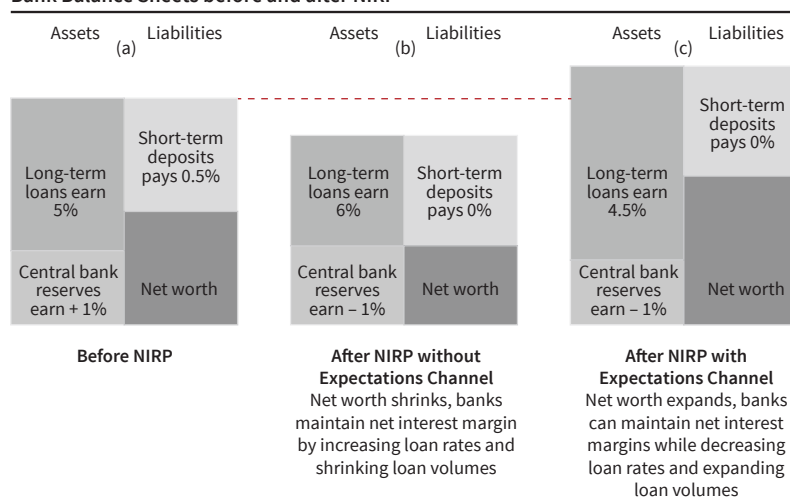 Bank Balance Sheets before and after NIRP
Assets Liabilities
(a)
Short-term
deposits
pays 0.5%
Long-term
loans earn
5%
Central bank
reserves
earn + 1%
Net worth
Before NIRP
Assets Liabilities
(b)
Long-term
loans earn
6%
Short-term
deposits
pays 0%
Central bank
reserves
earn – 1%
Net worth
After NIRP without
Expectations Channel
Net worth shrinks, banks
maintain net interest margin
by increasing loan rates and
shrinking loan volumes
Assets Liabilities
(c)
Short-term
deposits
pays 0%
Long-term
loans earn
4.5%
Central bank
reserves
earn – 1%
Net worth
After NIRP with
Expectations Channel
Net worth expands, banks
can maintain net interest
margins while decreasing
loan rates and expanding
loan volumes